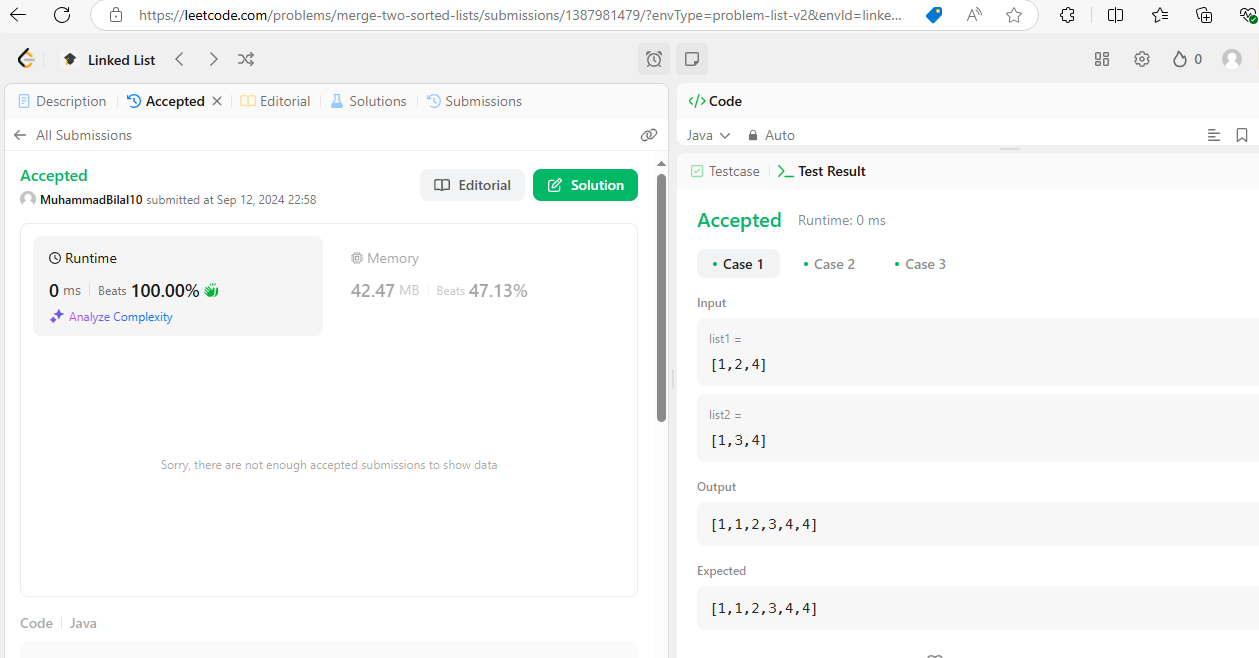 https://leetcode.com/problems/merge-two-sorted-lists/submissions/1387981479/?envType=problem-list-v2&envId=linke...
Linked List
0
Description
Accepted
Editorial
Solutions
Submissions
All Submissions
Accepted
MuhammadBilal10 submitted at Sep 12, 2024 22:58
Editorial
Solution
Runtime
0 ms Beats 100.00%
Analyze Complexity
Memory
42.47 MB Beats 47.13%
Sorry, there are not enough accepted submissions to show data
Code Java
</> Code
Java Auto
Testcase
Test Result
Accepted Runtime: 0 ms
• Case 1 • Case 2 • Case 3
Input
list1 =
[1,2,4]
list2 =
[1,3,4]
Output
[1,1,2,3,4,4]
Expected
[1,1,2,3,4,4]